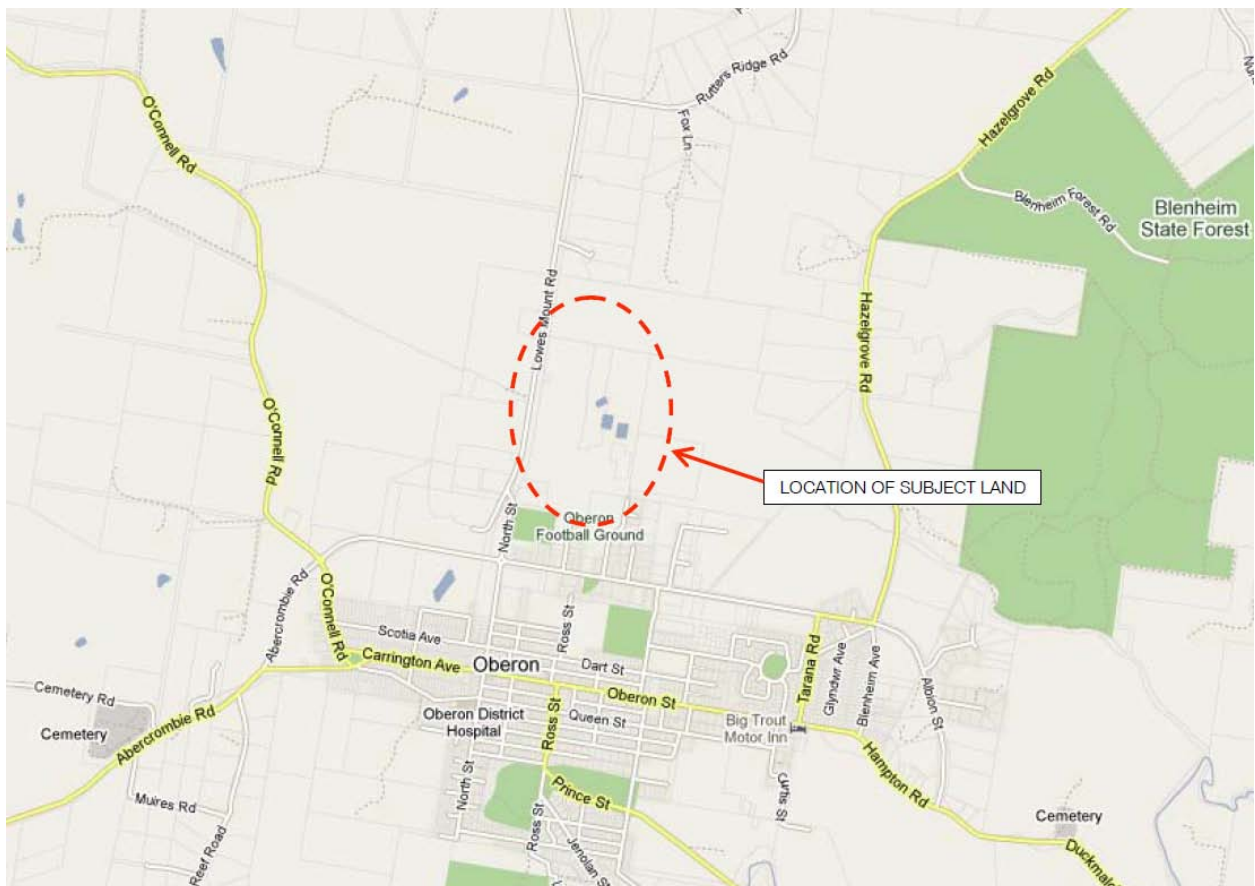 Rutters Ridge Rd
Fox Ln
Hazelgrove Rd
O'Connell Rd
Blenheim Forest Rd
Blenheim
State Forest
Lowes Mount Rd
Hazelgrove Rd
O'Connell Rd
LOCATION OF SUBJECT LAND
North St
Oberon
Football Ground
O'Connell Rd
Abercrombie Rd
Ross St
Scotia Ave
Carrington Ave
Oberon
Dart St
Tarana Rd
Glyndwr Ave
Blenheim Ave
Albion St
Cemetery Rd
Cemetery
Abercrombie Rd
Oberon District
Hospital
Ross St
Oberon St
Queen St
Big Trout
Motor Inn
Hampton Rd
Muires Rd
Reef Road
North St
Ross St
Prince St
Jenolan St
Curtis St
Cemetery